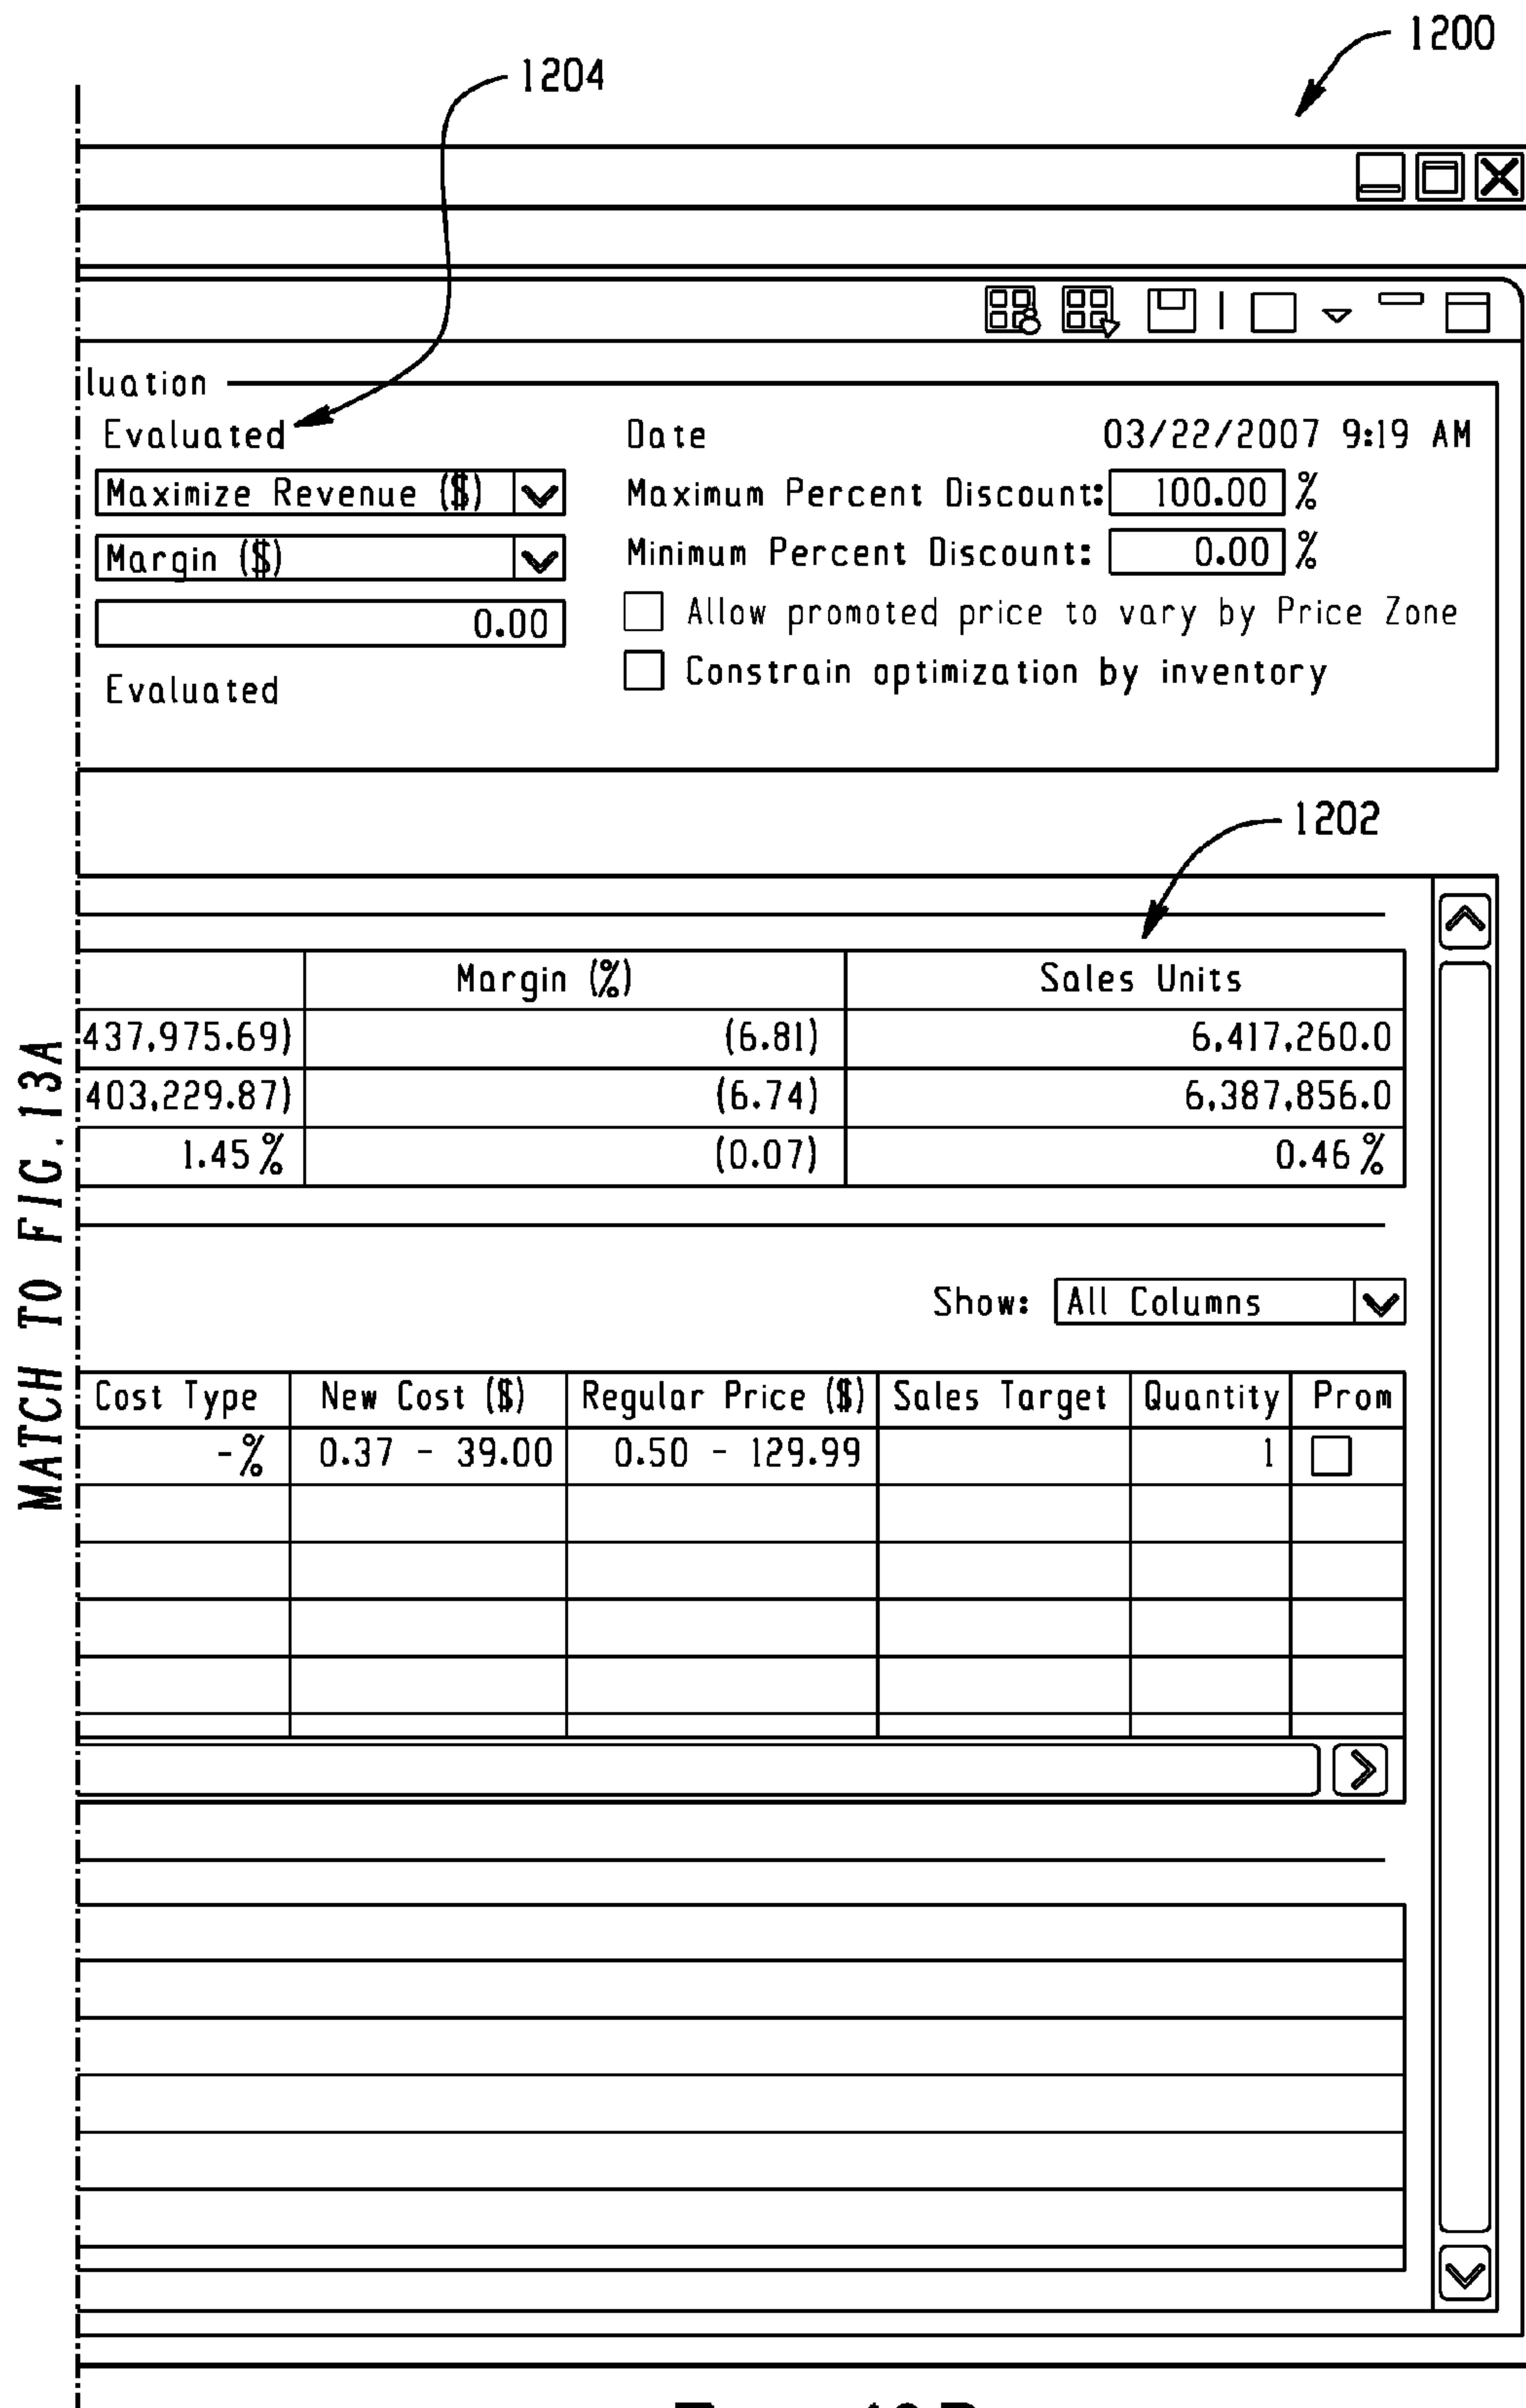 1200
1204
luation
Evaluated
Date 03/22/2007 9:19 AM
Maximize Revenue ($)
Maximum Percent Discount: 100.00 %
Margin ($)
Minimum Percent Discount: 0.00 %
0.00
Allow promoted price to vary by Price Zone
Constrain optimization by inventory
Evaluated
1202
Margin (%) Sales Units
437,975.69) (6.81) 6,417,260.0
403,229.87) (6.74) 6,387,856.0
1.45% (0.07) 0.46%
MATCH TO FIG.13A
Show: All Columns
Cost Type New Cost ($) Regular Price ($) Sales Target Quantity Prom
-% 0.37 - 39.00 0.50 - 129.99 1